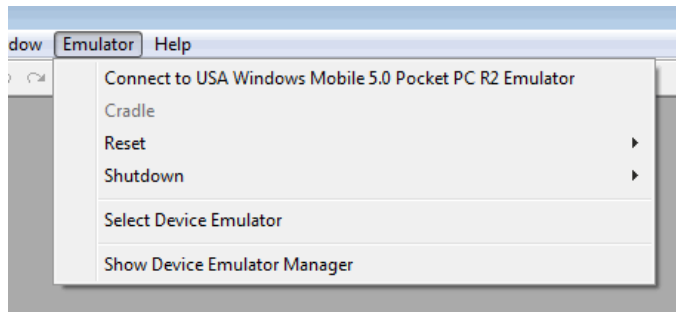 dow Emulator Help
Connect to USA Windows Mobile 5.0 Pocket PC R2 Emulator
Cradle
Reset
Shutdown
Select Device Emulator
Show Device Emulator Manager